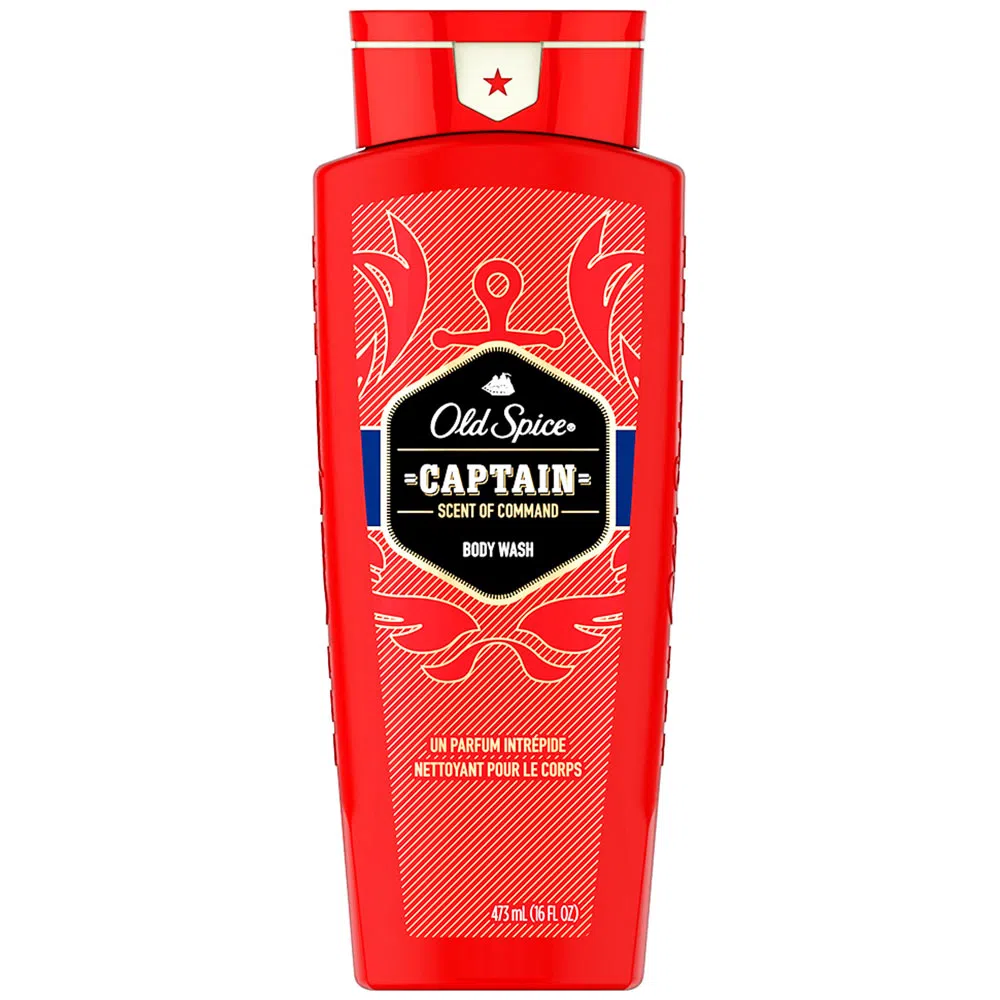 Old Spice®
CAPTAIN
SCENT OF COMMAND
BODY WASH
UN PARFUM INTRÉPIDE
NETTOYANT POUR LE CORPS
473 mL (16 FL OZ)